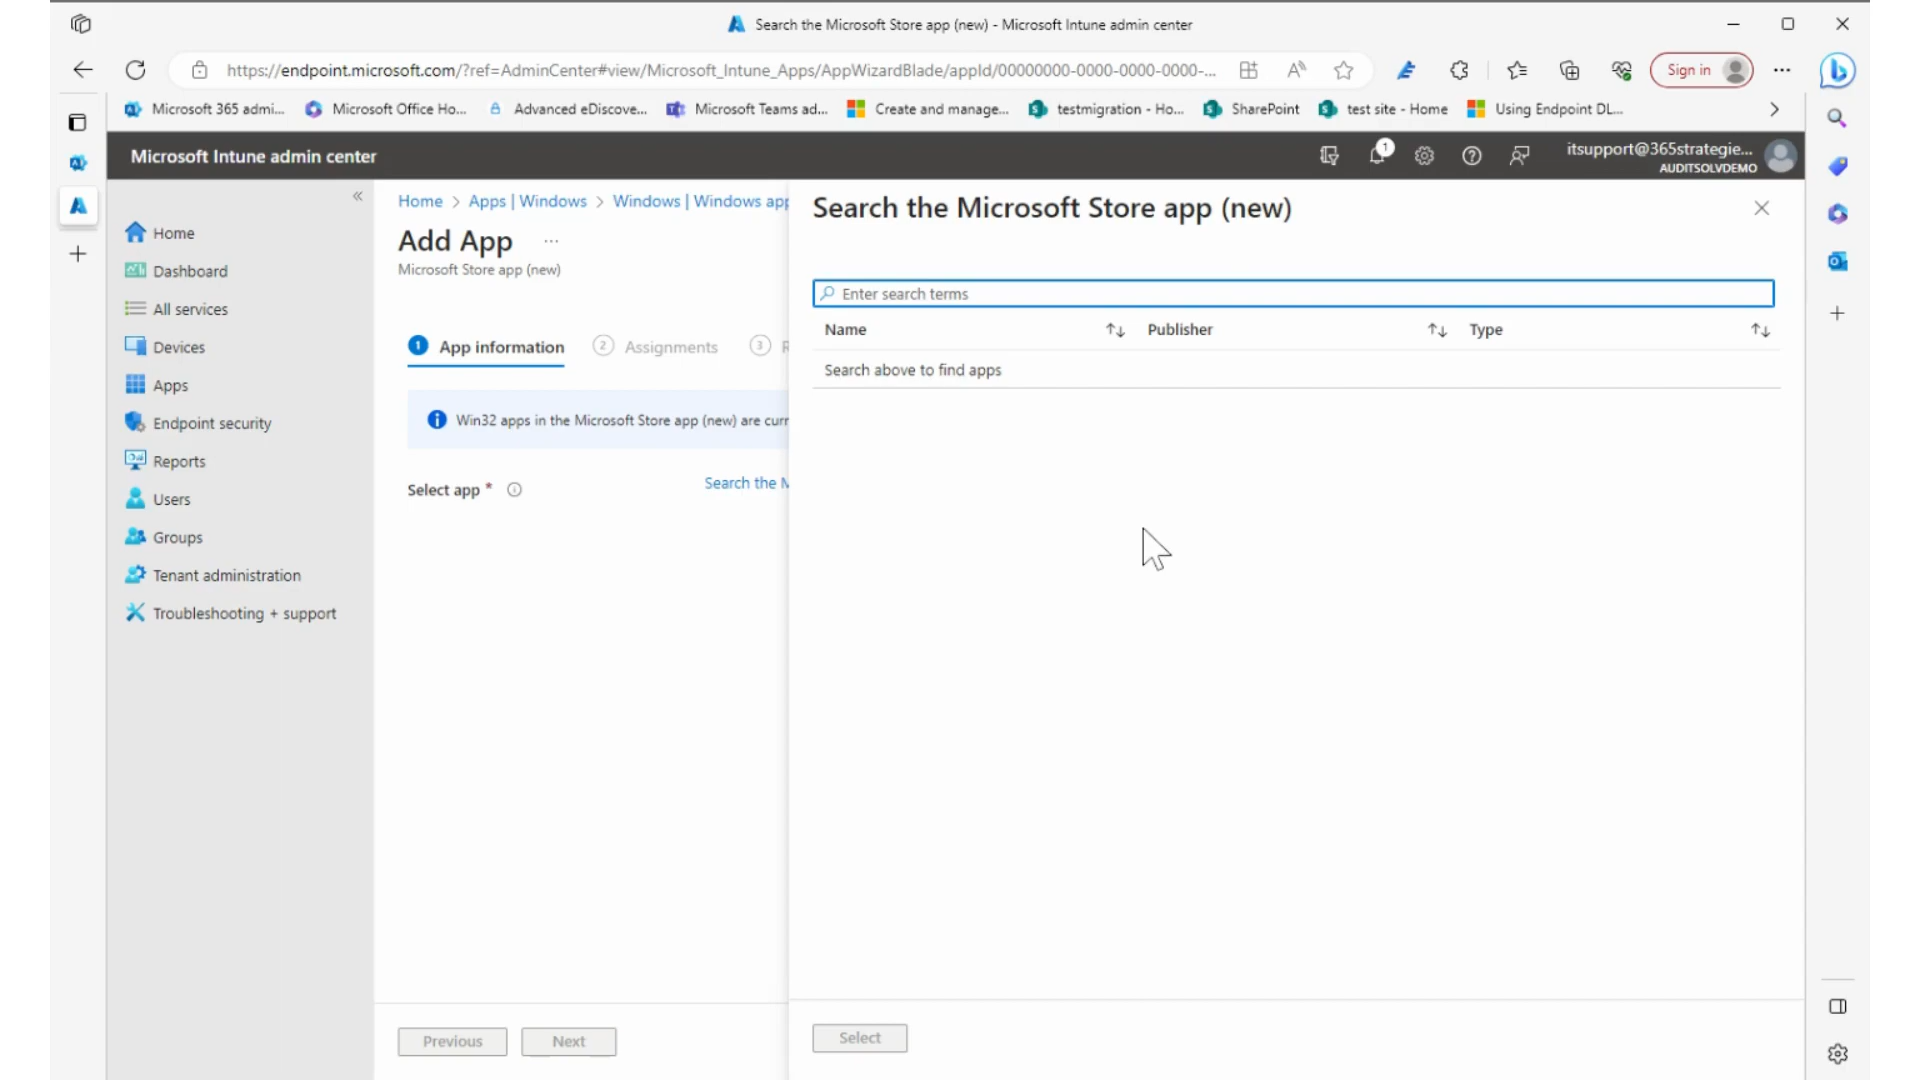 Search the Microsoft Store app (new) - Microsoft Intune admin center
https://endpoint.microsoft.com/?ref=AdminCenter#view/Microsoft_Intune_Apps/AppWizardBlade/appId/00000000-0000-0000-0000-...
Sign in
Microsoft 365 admi...
Microsoft Office Ho...
Advanced eDiscove...
Microsoft Teams ad...
Create and manage...
testmigration - Ho...
SharePoint
test site - Home
Using Endpoint DL...
Microsoft Intune admin center
1
itsupport@365strategie...
AUDITSOLVDEMO
Home
Dashboard
All services
Devices
Apps
Endpoint security
Reports
Users
Groups
Tenant administration
Troubleshooting + support
Home > Apps | Windows > Windows | Windows app
Add App ...
Microsoft Store app (new)
1 App information
2 Assignments
3 R
Win32 apps in the Microsoft Store app (new) are curr
Select app *
Search the M
Previous
Next
Search the Microsoft Store app (new)
Enter search terms
Name
Publisher
Type
Search above to find apps
Select